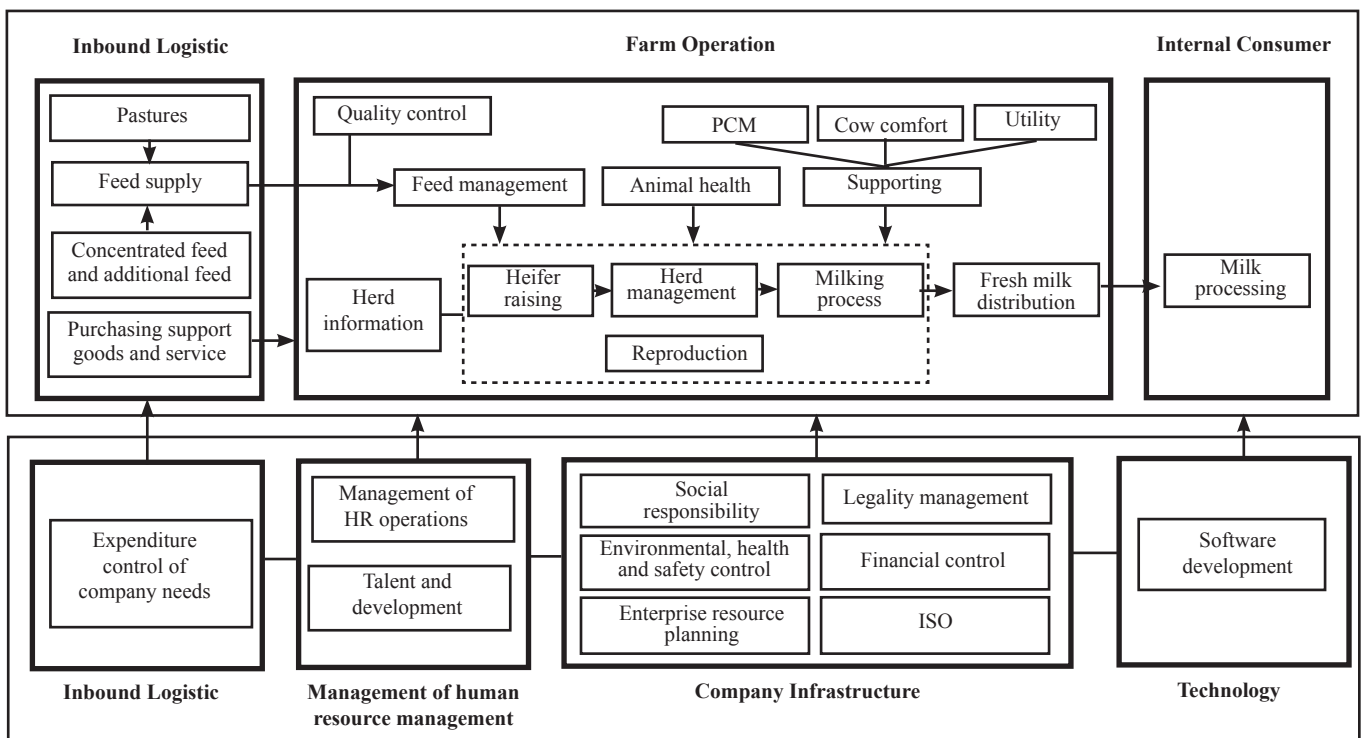 Inbound Logistic
Farm Operation
Internal Consumer
Pastures
Feed supply
Concentrated feed
and additional feed
Purchasing support
goods and service
Quality control
PCM
Cow comfort
Utility
Feed management
Animal health
Supporting
Herd
information
Heifer
raising
Herd
management
Milking
process
Reproduction
Fresh milk
distribution
Milk
processing
Expenditure
control of
company needs
Management of
HR operations
Talent and
development
Social
responsibility
Legality management
Environmental, health
and safety control
Financial control
Enterprise resource
planning
ISO
Software
development
Inbound Logistic
Management of human
resource management
Company Infrastructure
Technology